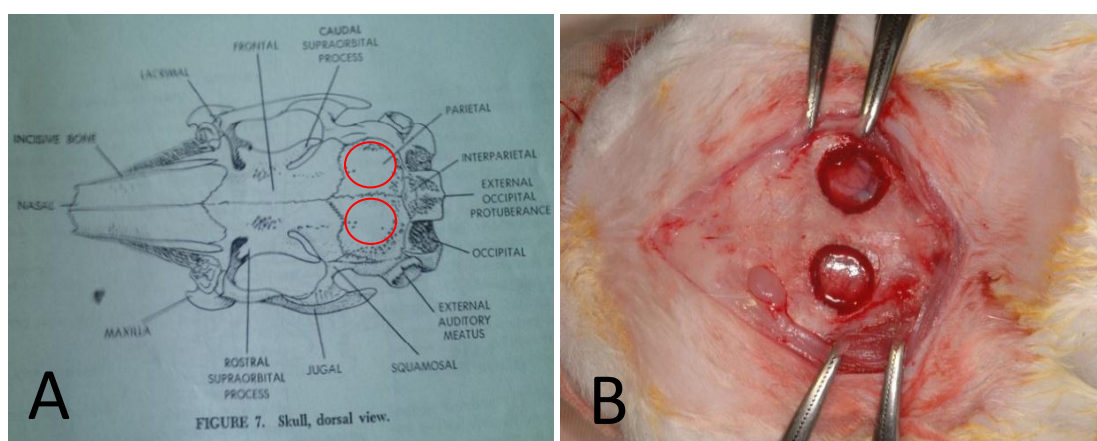 CAUDAL
SUPRAORBITAL
PROCESS
FRONTAL
LACRIMAL
PARIETAL
INCISIVE BONE
INTERPARIETAL
EXTERNAL
OCCIPITAL
PROTUBERANCE
NASAL
OCCIPITAL
MAXILLA
EXTERNAL
AUDITORY
MEATUS
ROSTRAL
SUPRAORBITAL
PROCESS
JUGAL
SQUAMOSAL
FIGURE 7. Skull, dorsal view.
A
B